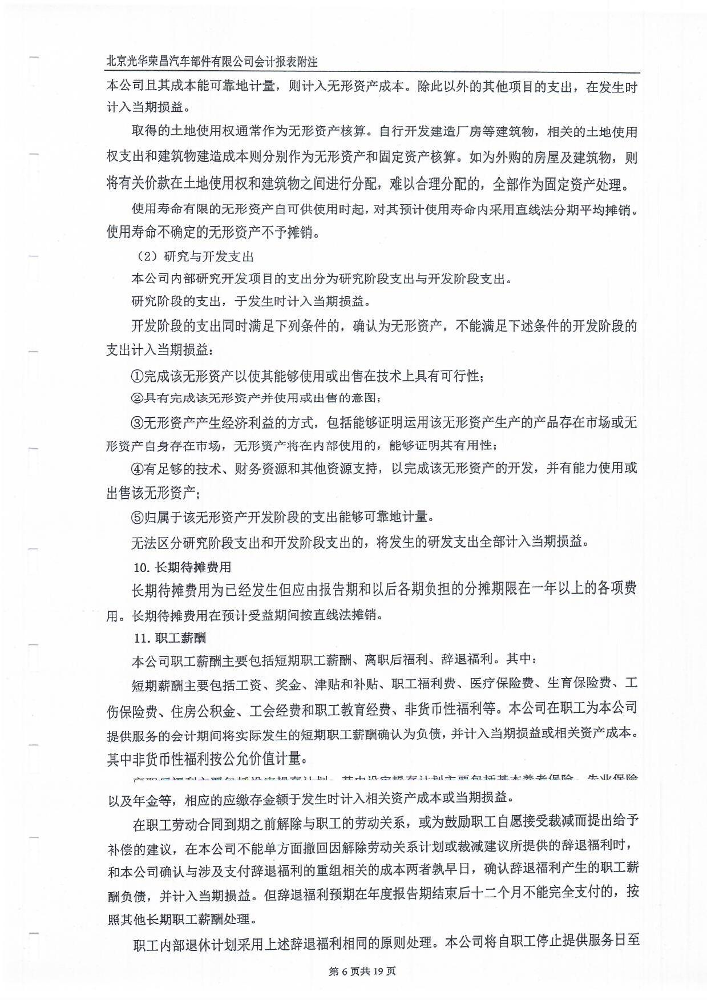 北京光华荣昌汽车部件有限公司会计报表附注
本公司且其成本能可靠地计量，则计入无形资产成本。除此以外的其他项目的支出，在发生时
计入当期损益。
取得的土地使用权通常作为无形资产核算。自行开发建造厂房等建筑物，相关的土地使用
权支出和建筑物建造成本则分别作为无形资产和固定资产核算。如为外购的房屋及建筑物，则
将有关价款在土地使用权和建筑物之间进行分配，难以合理分配的，全部作为固定资产处理。
使用寿命有限的无形资产自可供使用时起，对其预计使用寿命内采用直线法分期平均摊销。
使用寿命不确定的无形资产不予摊销。
（2）研究与开发支出
本公司内部研究开发项目的支出分为研究阶段支出与开发阶段支出。
研究阶段的支出，于发生时计入当期损益。
开发阶段的支出同时满足下列条件的，确认为无形资产，不能满足下述条件的开发阶段的
支出计入当期损益：
①完成该无形资产以使其能够使用或出售在技术上具有可行性；
②具有完成该无形资产并使用或出售的意图；
③无形资产产生经济利益的方式，包括能够证明运用该无形资产生产的产品存在市场或无
形资产自身存在市场，无形资产将在内部使用的，能够证明其有用性；
④有足够的技术、财务资源和其他资源支持，以完成该无形资产的开发，并有能力使用或
出售该无形资产；
⑤归属于该无形资产开发阶段的支出能够可靠地计量。
无法区分研究阶段支出和开发阶段支出的，将发生的研发支出全部计入当期损益。
10. 长期待摊费用
长期待摊费用为已经发生但应由报告期和以后各期负担的分摊期限在一年以上的各项费
用。长期待摊费用在预计受益期间按直线法摊销。
11. 职工薪酬
本公司职工薪酬主要包括短期职工薪酬、离职后福利、辞退福利。其中：
短期薪酬主要包括工资、奖金、津贴和补贴、职工福利费、医疗保险费、生育保险费、工
伤保险费、住房公积金、工会经费和职工教育经费、非货币性福利等。本公司在职工为本公司
提供服务的会计期间将实际发生的短期职工薪酬确认为负债，并计入当期损益或相关资产成本。
其中非货币性福利按公允价值计量。
离职后福利主要包括设定提存计划。其中设定提存计划主要包括基本养老保险、失业保险
以及年金等，相应的应缴存金额于发生时计入相关资产成本或当期损益。
在职工劳动合同到期之前解除与职工的劳动关系，或为鼓励职工自愿接受裁减而提出给予
补偿的建议，在本公司不能单方面撤回因解除劳动关系计划或裁减建议所提供的辞退福利时，
和本公司确认与涉及支付辞退福利的重组相关的成本两者孰早日，确认辞退福利产生的职工薪
酬负债，并计入当期损益。但辞退福利预期在年度报告期结束后十二个月不能完全支付的，按
照其他长期职工薪酬处理。
职工内部退休计划采用上述辞退福利相同的原则处理。本公司将自职工停止提供服务日至
第 6 页共 19 页